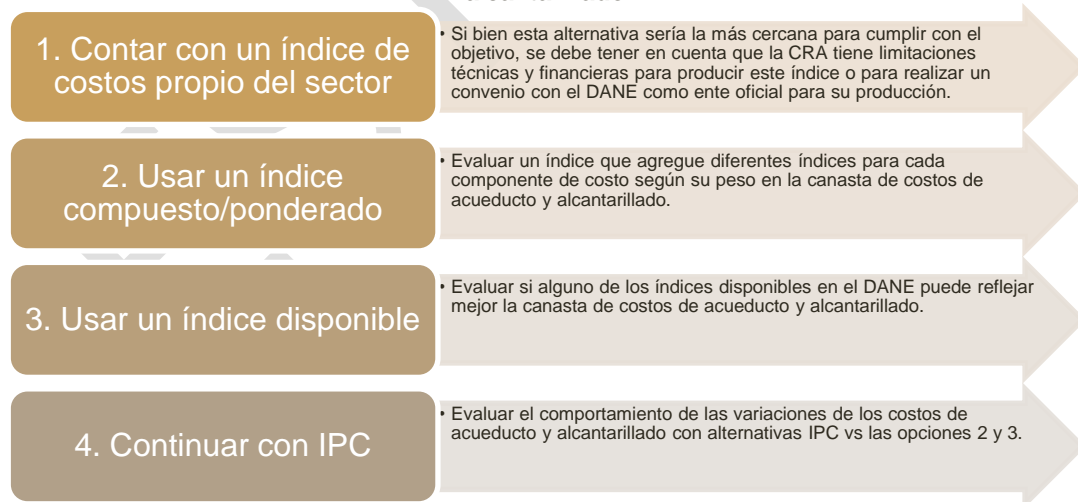 1. Contar con un índice de
costos propio del sector
• Si bien esta alternativa sería la más cercana para cumplir con el
objetivo, se debe tener en cuenta que la CRA tiene limitaciones
técnicas y financieras para producir este índice o para realizar un
convenio con el DANE como ente oficial para su producción.
2. Usar un índice
compuesto/ponderado
• Evaluar un índice que agregue diferentes índices para cada
componente de costo según su peso en la canasta de costos de
acueducto y alcantarillado.
3. Usar un índice disponible
• Evaluar si alguno de los índices disponibles en el DANE puede reflejar
mejor la canasta de costos de acueducto y alcantarillado.
4. Continuar con IPC
• Evaluar el comportamiento de las variaciones de los costos de
acueducto y alcantarillado con alternativas IPC vs las opciones 2 y 3.